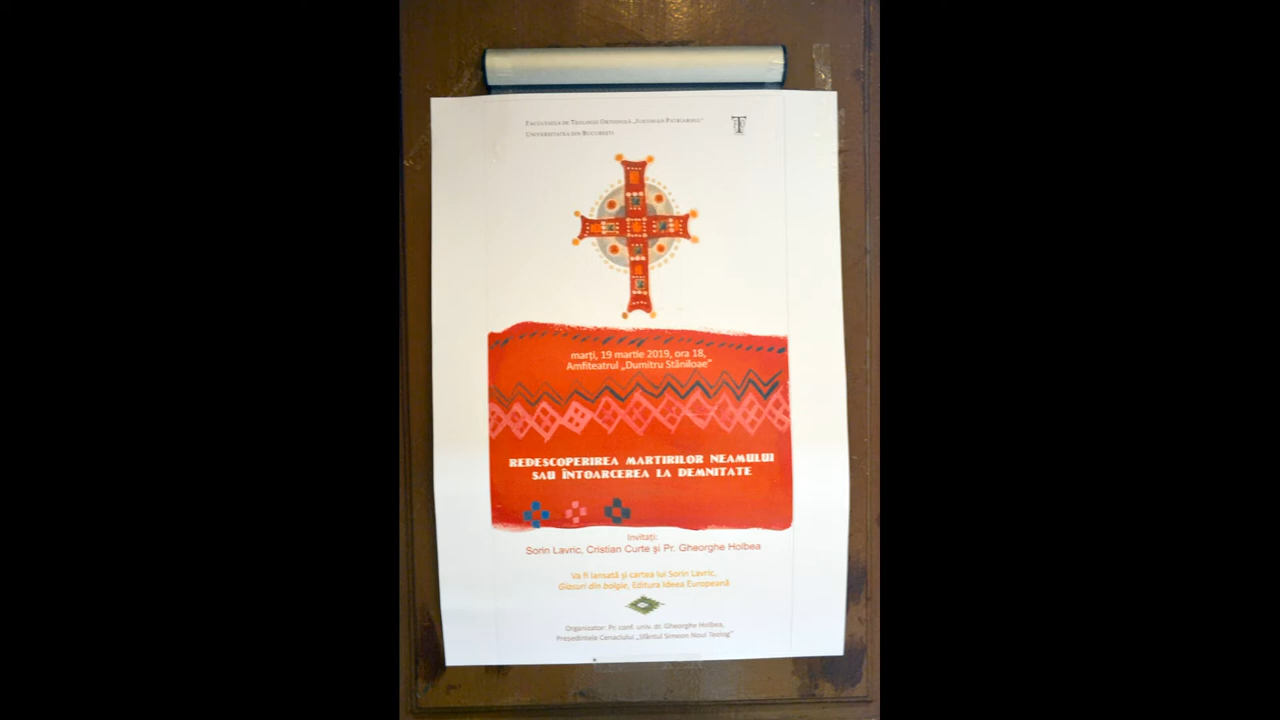 FACULTATEA DE TEOLOGIE ORTODOXĂ „JUSTINIAN PATRIARHUL”
UNIVERSITATEA DIN BUCUREȘTI
marți, 19 martie 2019, ora 18,
Amfiteatrul „Dumitru Stăniloae”
REDESCOPERIREA MARTIRILOR NEAMULUI
SAU ÎNTOARCEREA LA DEMNITATE
Invitați:
Sorin Lavric, Cristian Curte și Pr. Gheorghe Holbea
Va fi lansată și cartea lui Sorin Lavric,
Glasuri din bolgie, Editura Ideea Europeană
Organizator: Pr. conf. univ. dr. Gheorghe Holbea,
Președintele Cenaclului „Sfântul Simeon Noul Teolog”